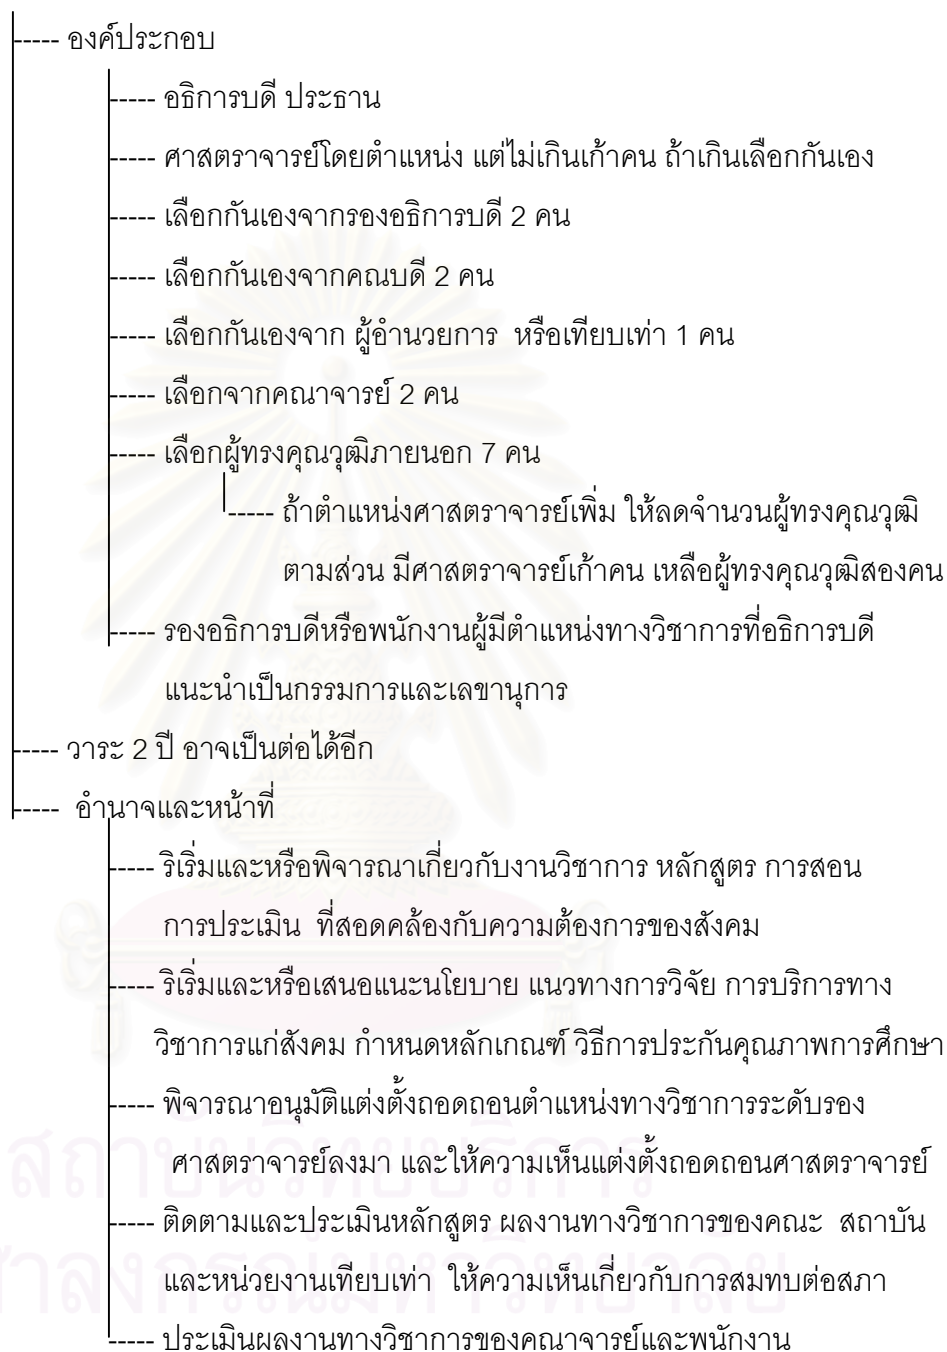 ----- องค์ประกอบ
----- อธิการบดี ประธาน
----- ศาสตราจารย์โดยตำแหน่ง แต่ไม่เกินเก้าคน ถ้าเกินเลือกกันเอง
----- เลือกกันเองจากรองอธิการบดี 2 คน
----- เลือกกันเองจากคณบดี 2 คน
----- เลือกกันเองจาก ผู้อำนวยการ หรือเทียบเท่า 1 คน
----- เลือกจากคณาจารย์ 2 คน
----- เลือกผู้ทรงคุณวุฒิภายนอก 7 คน
----- ถ้าตำแหน่งศาสตราจารย์เพิ่ม ให้ลดจำนวนผู้ทรงคุณวุฒิ
ตามส่วน มีศาสตราจารย์เก้าคน เหลือผู้ทรงคุณวุฒิสองคน
----- รองอธิการบดีหรือพนักงานผู้มีตำแหน่งทางวิชาการที่อธิการบดี
แนะนำเป็นกรรมการและเลขานุการ
----- วาระ 2 ปี อาจเป็นต่อได้อีก
----- อำนาจและหน้าที่
----- ริเริ่มและหรือพิจารณาเกี่ยวกับงานวิชาการ หลักสูตร การสอน
การประเมิน ที่สอดคล้องกับความต้องการของสังคม
----- ริเริ่มและหรือเสนอแนะนโยบาย แนวทางการวิจัย การบริการทาง
วิชาการแก่สังคม กำหนดหลักเกณฑ์ วิธีการประกันคุณภาพการศึกษา
----- พิจารณาอนุมัติแต่งตั้งถอดถอนตำแหน่งทางวิชาการระดับรอง
ศาสตราจารย์ลงมา และให้ความเห็นแต่งตั้งถอดถอนศาสตราจารย์
----- ติดตามและประเมินหลักสูตร ผลงานทางวิชาการของคณะ สถาบัน
และหน่วยงานเทียบเท่า ให้ความเห็นเกี่ยวกับการสมทบต่อสภา
----- ประเมินผลงานทางวิชาการของคณาจารย์และพนักงาน
สถาบันวิทยบริการ
ฬาลงกรณ์มหาวิทยาลัย